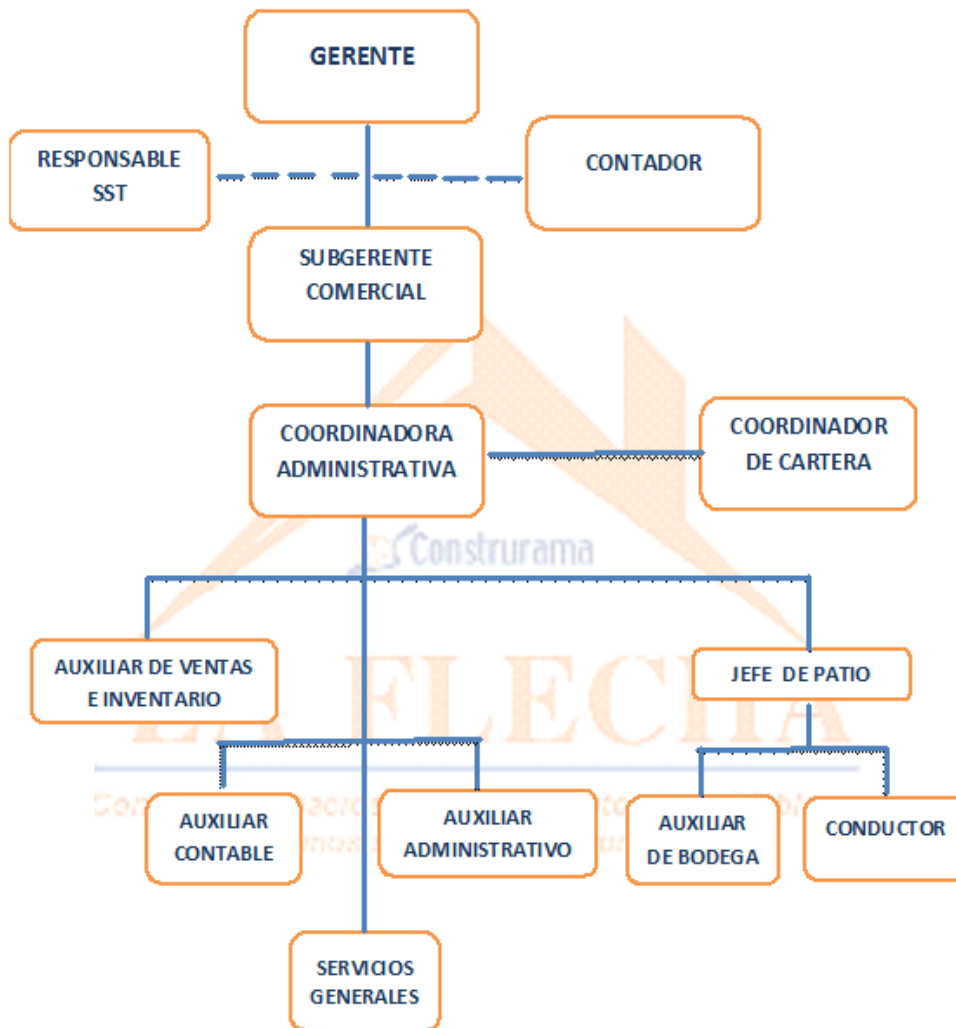 GERENTE
RESPONSABLE
SST
CONTADOR
SUBGERENTE
COMERCIAL
COORDINADORA
ADMINISTRATIVA
COORDINADOR
DE CARTERA
Construrama
AUXILIAR DE VENTAS
E INVENTARIO
JEFE DE PATIO
LA FLECHA
AUXILIAR
CONTABLE
AUXILIAR
ADMINISTRATIVO
AUXILIAR
DE BODEGA
CONDUCTOR
SERVICIOS
GENERALES